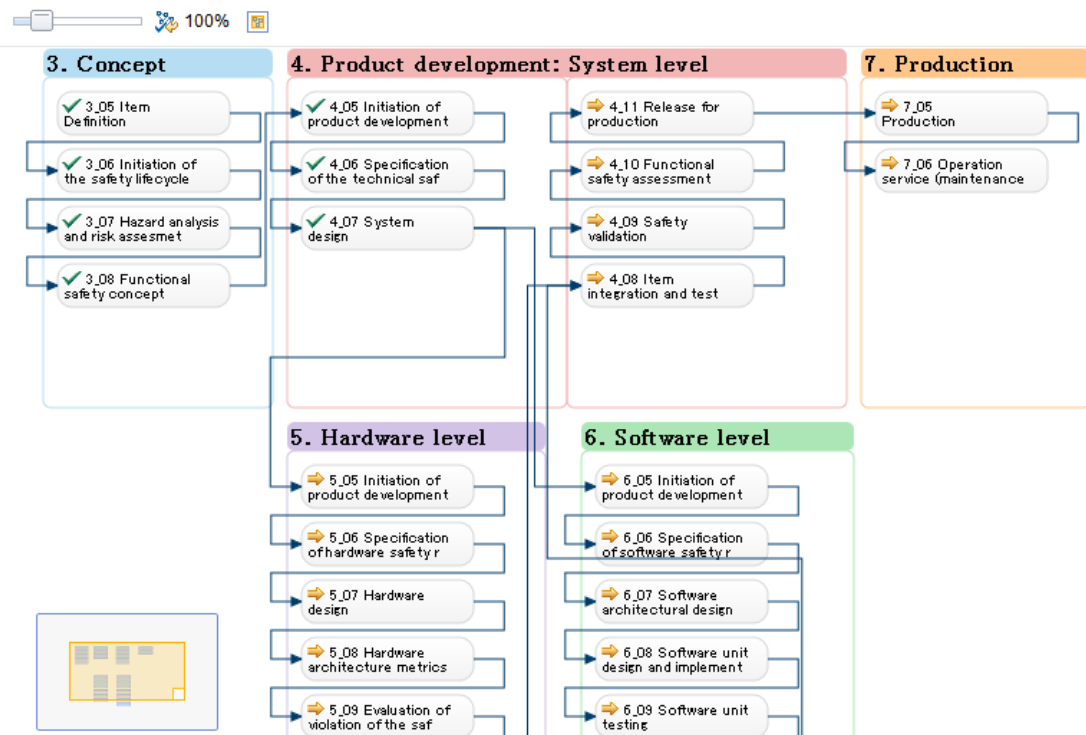 100%
3. Concept
3_05 Item
Definition
3_06 Initiation of
the safety lifecycle
3_07 Hazard analysis
and risk assesmet
3_08 Functional
safety concept
4. Product development: System level
4_05 Initiation of
product development
4_06 Specification
of the technical saf
4_07 System
design
4_11 Release for
production
4_10 Functional
safety assessment
4_09 Safety
validation
4_08 Item
integration and test
7. Production
7_05
Production
7_06 Operation
service (maintenance
5. Hardware level
5_05 Initiation of
product development
5_06 Specification
of hardware safety r
5_07 Hardware
design
5_08 Hardware
architecture metrics
5_09 Evaluation of
violation of the saf
6. Software level
6_05 Initiation of
product development
6_06 Specification
of software safety r
6_07 Software
architectural design
6_08 Software unit
design and implement
6_09 Software unit
testing